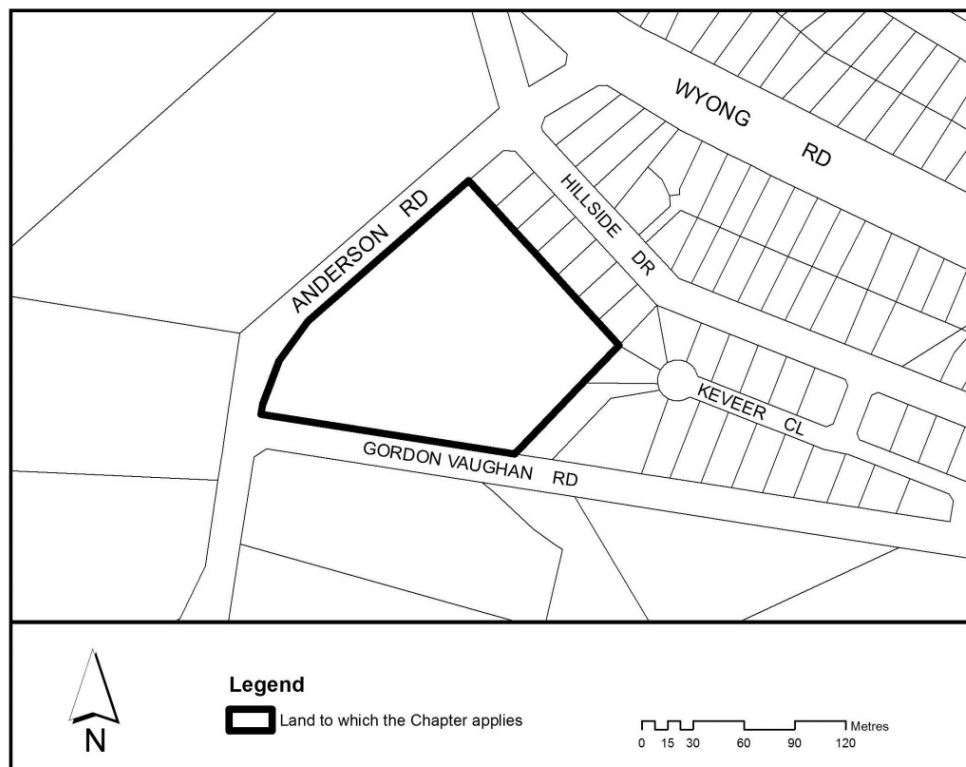 WYONG RD
ANDERSON RD
HILLSIDE DR
KEVEER CL
GORDON VAUGHAN RD
Legend
Land to which the Chapter applies
N
Metres
0 15 30 60 90 120